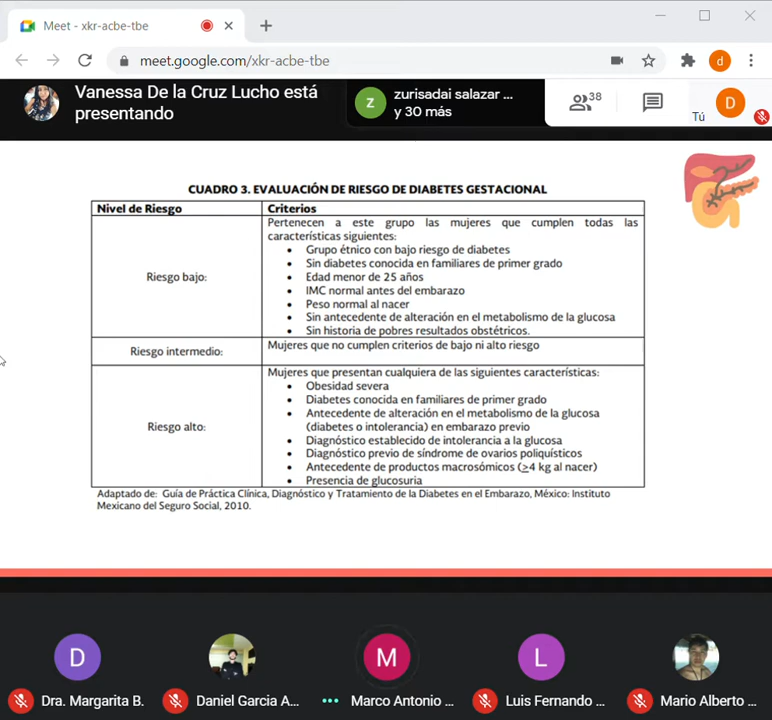 Meet - xkr-acbe-tbe
meet.google.com/xkr-acbe-tbe
d
Vanessa De la Cruz Lucho está
presentando
z
zurisadai salazar ...
y 30 más
38
Tú
D
CUADRO 3. EVALUACIÓN DE RIESGO DE DIABETES GESTACIONAL
Nivel de Riesgo
Criterios
Riesgo bajo:
Pertenecen a este grupo las mujeres que cumplen todas las
características siguientes:
• Grupo étnico con bajo riesgo de diabetes
• Sin diabetes conocida en familiares de primer grado
• Edad menor de 25 años
• IMC normal antes del embarazo
• Peso normal al nacer
• Sin antecedente de alteración en el metabolismo de la glucosa
• Sin historia de pobres resultados obstétricos.
Riesgo intermedio:
Mujeres que no cumplen criterios de bajo ni alto riesgo
Riesgo alto:
Mujeres que presentan cualquiera de las siguientes características:
• Obesidad severa
• Diabetes conocida en familiares de primer grado
• Antecedente de alteración en el metabolismo de la glucosa
(diabetes o intolerancia) en embarazo previo
• Diagnóstico establecido de intolerancia a la glucosa
• Diagnóstico previo de síndrome de ovarios poliquísticos
• Antecedente de productos macrosómicos (≥4 kg al nacer)
• Presencia de glucosuria
Adaptado de: Guía de Práctica Clínica, Diagnóstico y Tratamiento de la Diabetes en el Embarazo, México: Instituto
Mexicano del Seguro Social, 2010.
D
M
L
Dra. Margarita B.
Daniel Garcia A...
Marco Antonio ...
Luis Fernando ...
Mario Alberto ...